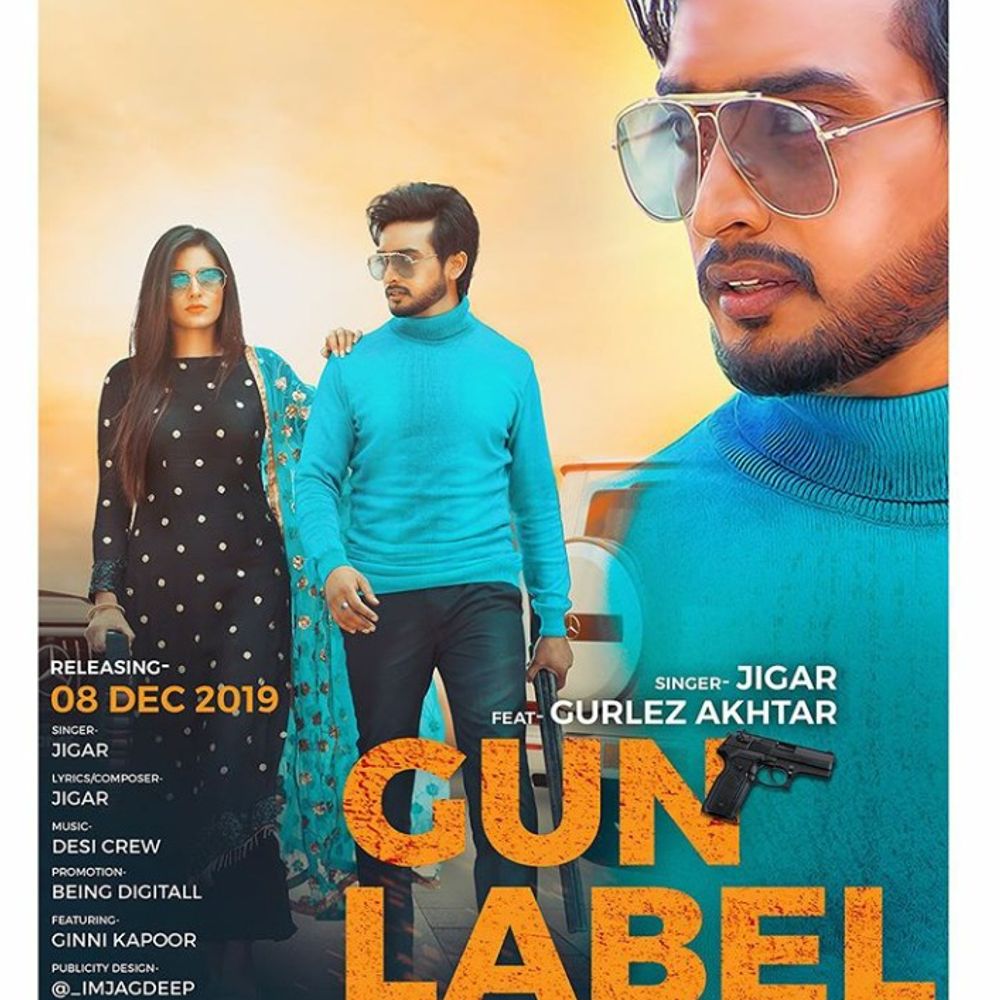 RELEASING-
08 DEC 2019
SINGER-
JIGAR
LYRICS/COMPOSER-
JIGAR
MUSIC-
DESI CREW
PROMOTION-
BEING DIGITALL
FEATURING-
GINNI KAPOOR
PUBLICITY DESIGN-
@_IMJAGDEEP
SINGER- JIGAR
FEAT- GURLEZ AKHTAR
GUN
LABEL